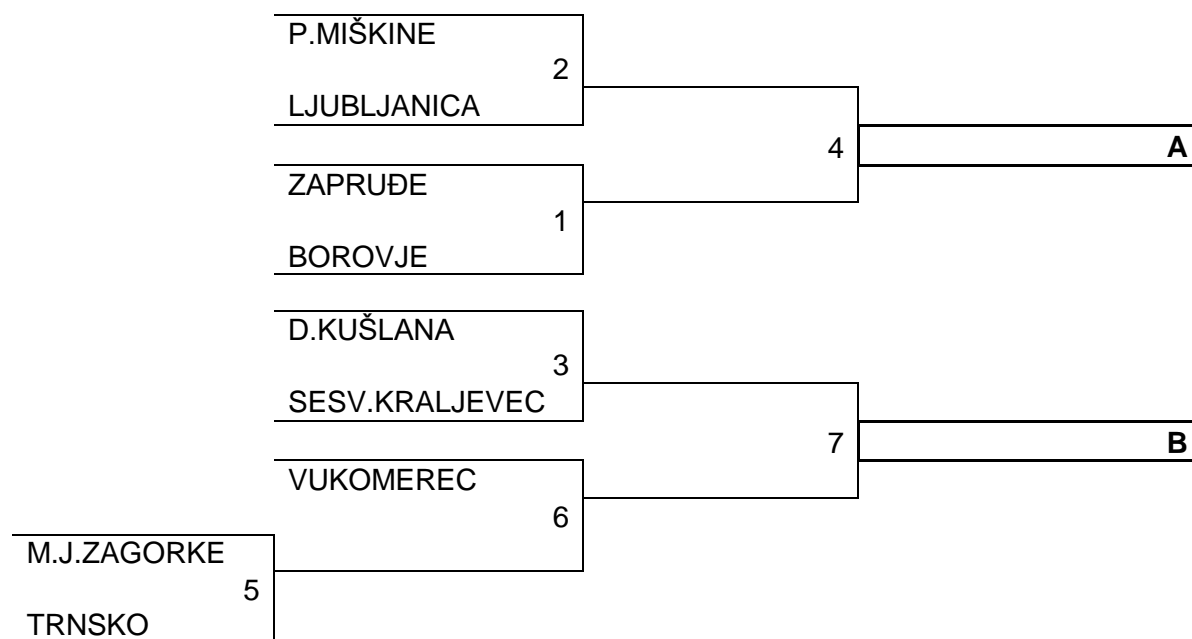 P.MIŠKINE
2
LJUBLJANICA
4
A
ZAPRUĐE
1
BOROVJE
D.KUŠLANA
3
SESV.KRALJEVEC
7
B
VUKOMEREC
6
M.J.ZAGORKE
5
TRNSKO